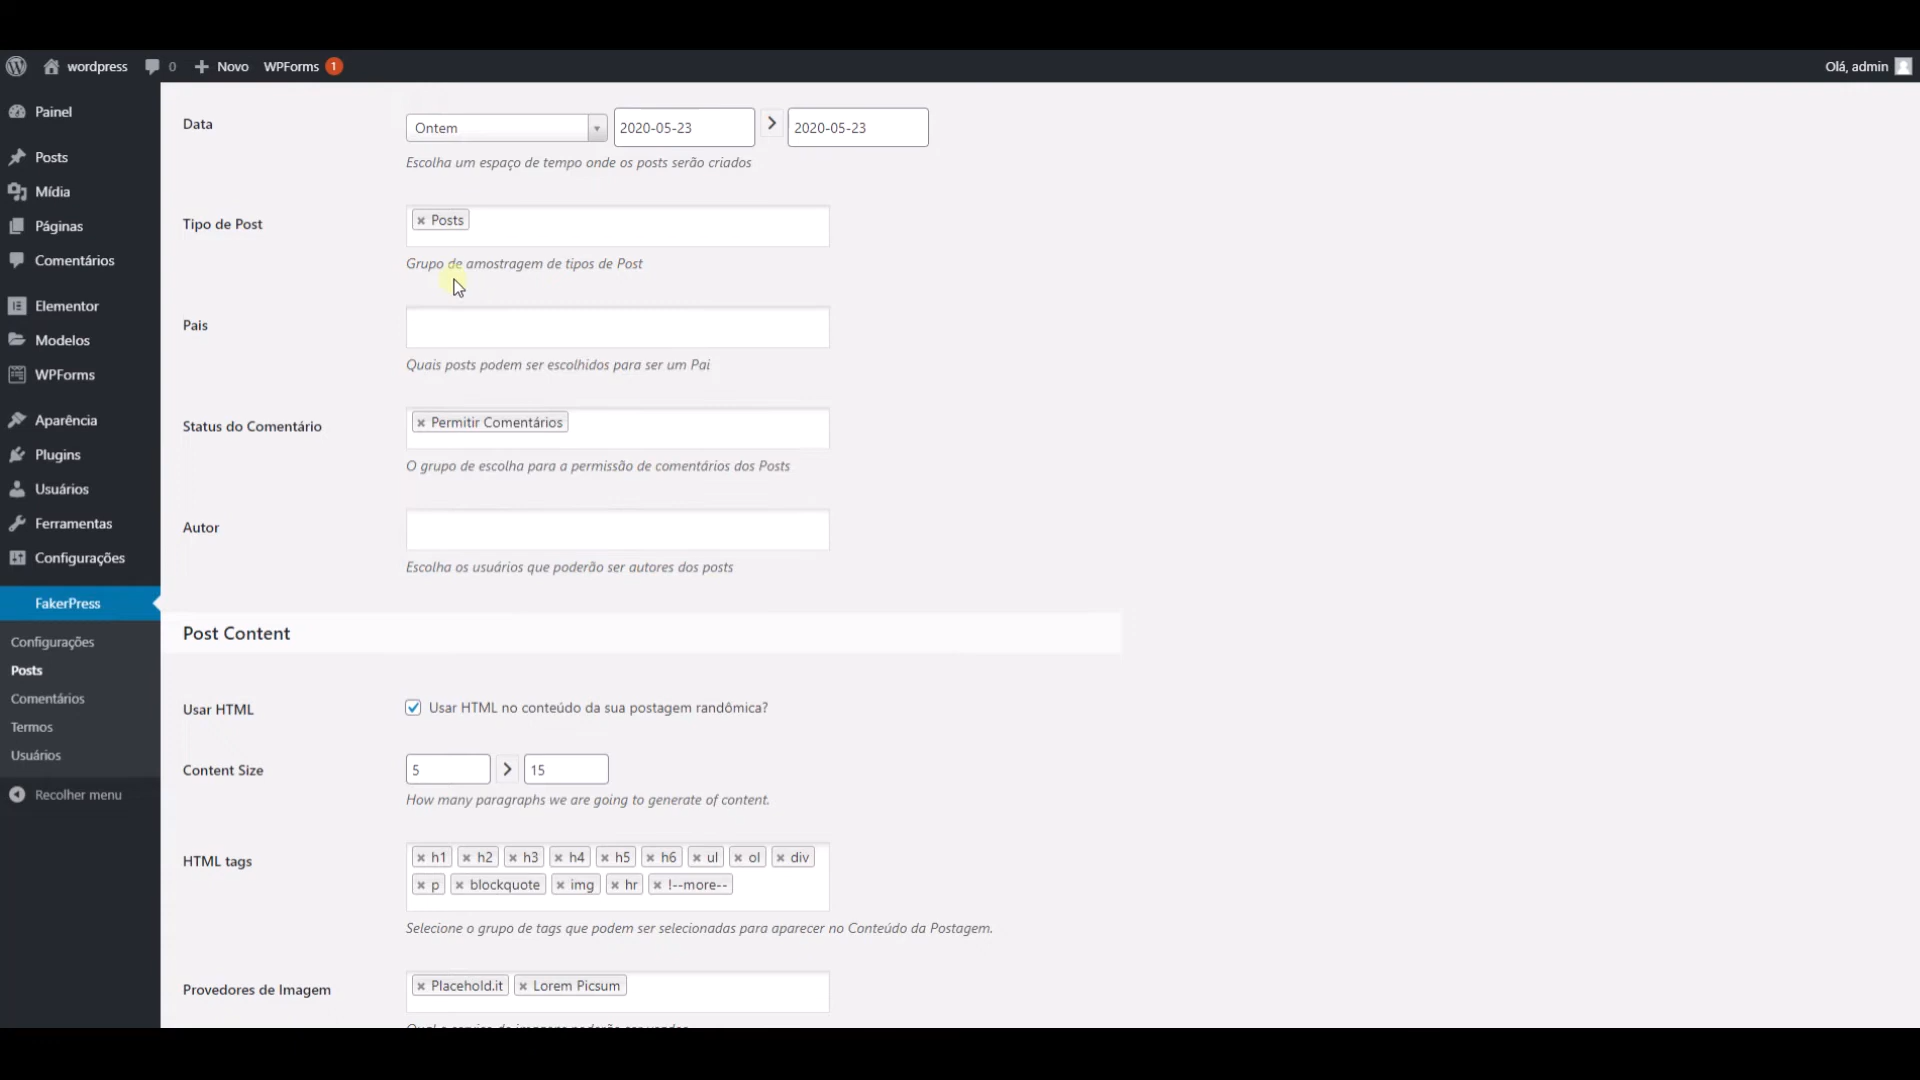 wordpress 0 Novo WPForms 1 Olá, admin
Painel
Posts
Mídia
Páginas
Comentários
Elementor
Modelos
WPForms
Aparência
Plugins
Usuários
Ferramentas
Configurações
FakerPress
Configurações
Posts
Comentários
Termos
Usuários
Recolher menu
Data Ontem 2020-05-23 2020-05-23
Escolha um espaço de tempo onde os posts serão criados
Tipo de Post × Posts
Grupo de amostragem de tipos de Post
Pais
Quais posts podem ser escolhidos para ser um Pai
Status do Comentário × Permitir Comentários
O grupo de escolha para a permissão de comentários dos Posts
Autor
Escolha os usuários que poderão ser autores dos posts
Post Content
Usar HTML Usar HTML no conteúdo da sua postagem randômica?
Content Size 5 15
How many paragraphs we are going to generate of content.
HTML tags × h1 × h2 × h3 × h4 × h5 × h6 × ul × ol × div
× p × blockquote × img × hr × !--more--
Selecione o grupo de tags que podem ser selecionadas para aparecer no Conteúdo da Postagem.
Provedores de Imagem × Placehold.it × Lorem Picsum